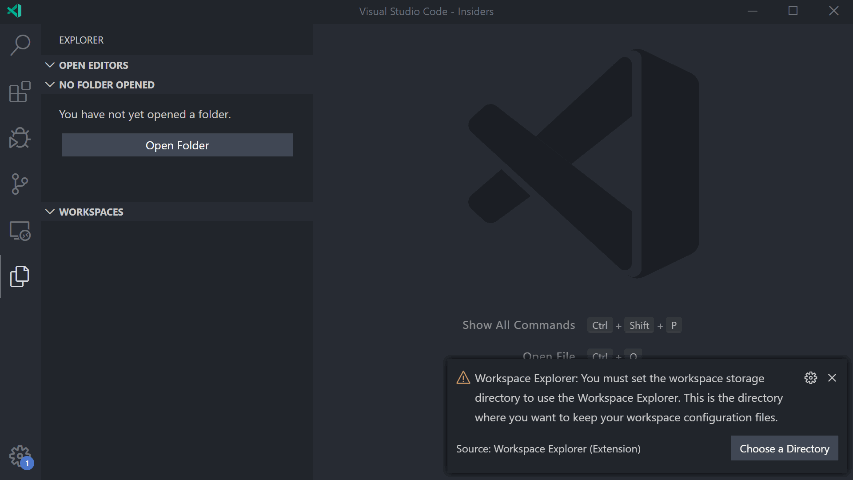 Visual Studio Code - Insiders
EXPLORER
OPEN EDITORS
NO FOLDER OPENED
You have not yet opened a folder.
Open Folder
WORKSPACES
Show All Commands Ctrl + Shift + P
Open File Ctrl + O
Workspace Explorer: You must set the workspace storage
directory to use the Workspace Explorer. This is the directory
where you want to keep your workspace configuration files.
Source: Workspace Explorer (Extension)
Choose a Directory
1